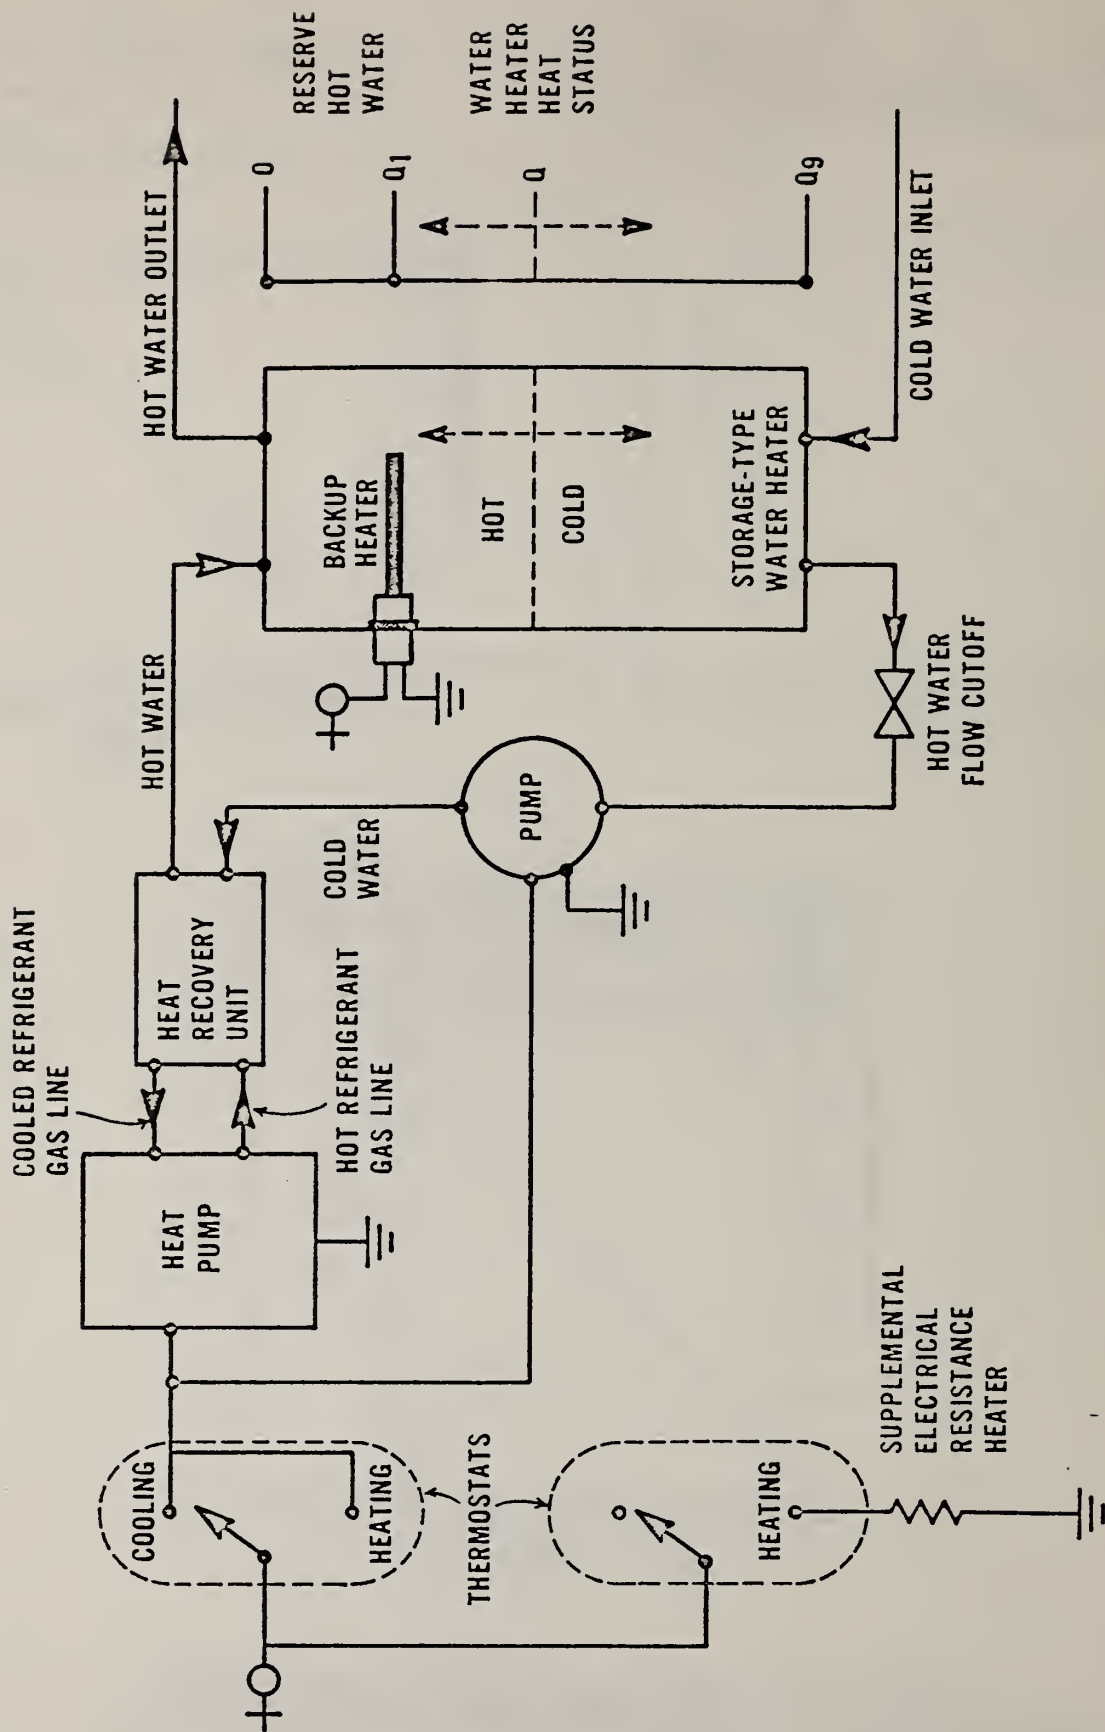 COOLED REFRIGERANT
GAS LINE
HEAT
PUMP
HEAT
RECOVERY
UNIT
HOT REFRIGERANT
GAS LINE
HOT WATER
COLD
WATER
PUMP
HOT WATER OUTLET
BACKUP
HEATER
HOT
COLD
STORAGE-TYPE
WATER HEATER
HOT WATER
FLOW CUTOFF
COLD WATER INLET
0
Q1
Q
Q9
RESERVE
HOT
WATER
WATER
HEATER
HEAT
STATUS
COOLING
HEATING
THERMOSTATS
HEATING
SUPPLEMENTAL
ELECTRICAL
RESISTANCE
HEATER